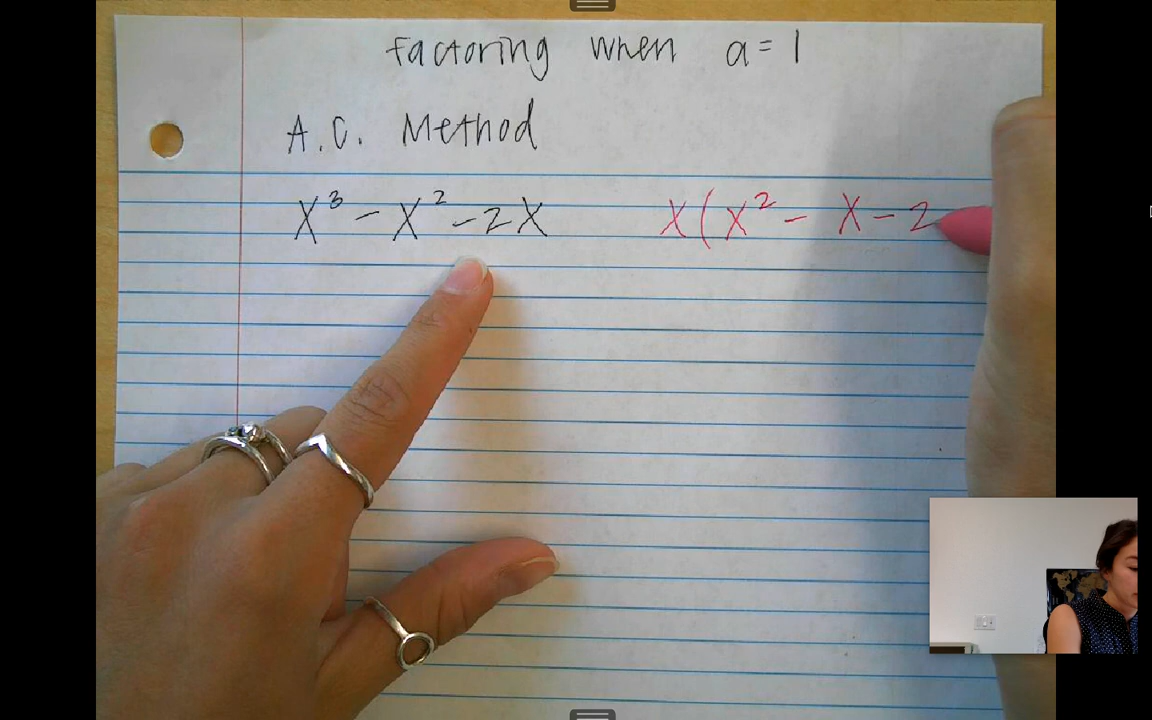 factoring when a = 1
A.C. Method
x³ - x² - 2x x(x² - x - 2